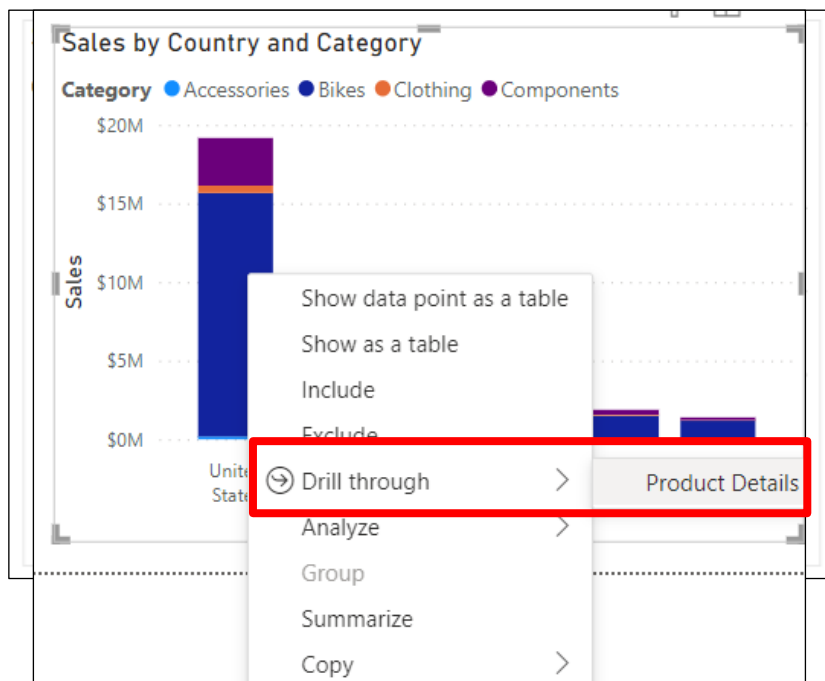 Sales by Country and Category
Category Accessories Bikes Clothing Components
$20M
$15M
$10M
$5M
$0M
Sales
Show data point as a table
Show as a table
Include
Exclude
Drill through
Product Details
Analyze
Group
Summarize
Copy